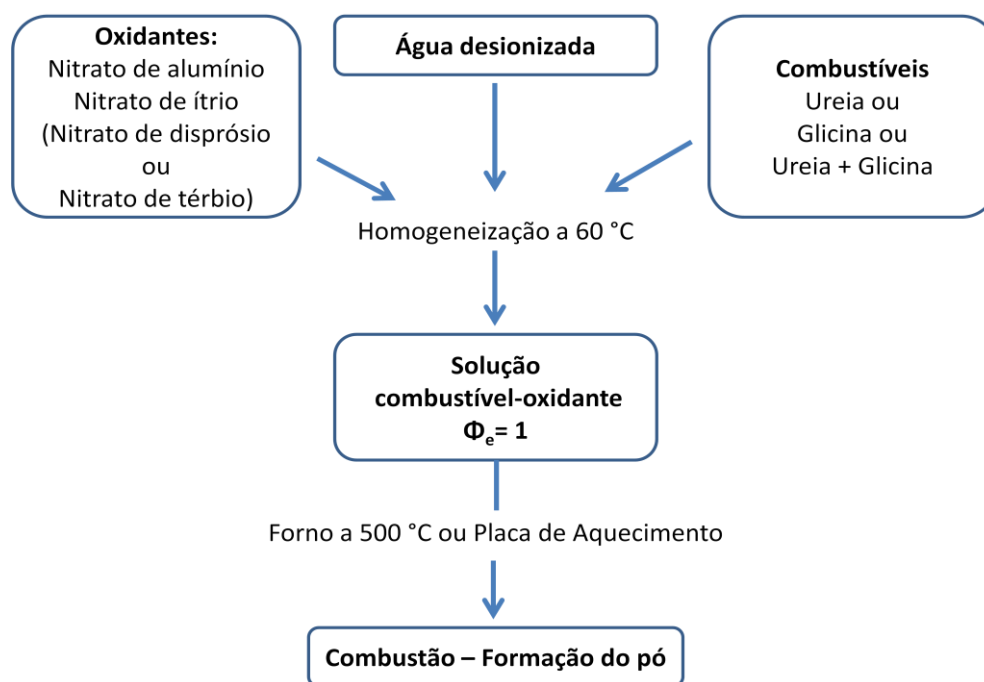 Oxidantes:
Nitrato de alumínio
Nitrato de ítrio
(Nitrato de disprósio
ou
Nitrato de térbio)
Água desionizada
Combustíveis
Ureia ou
Glicina ou
Ureia + Glicina
Homogeneização a 60 °C
Solução
combustível-oxidante
Φe= 1
Forno a 500 °C ou Placa de Aquecimento
Combustão – Formação do pó